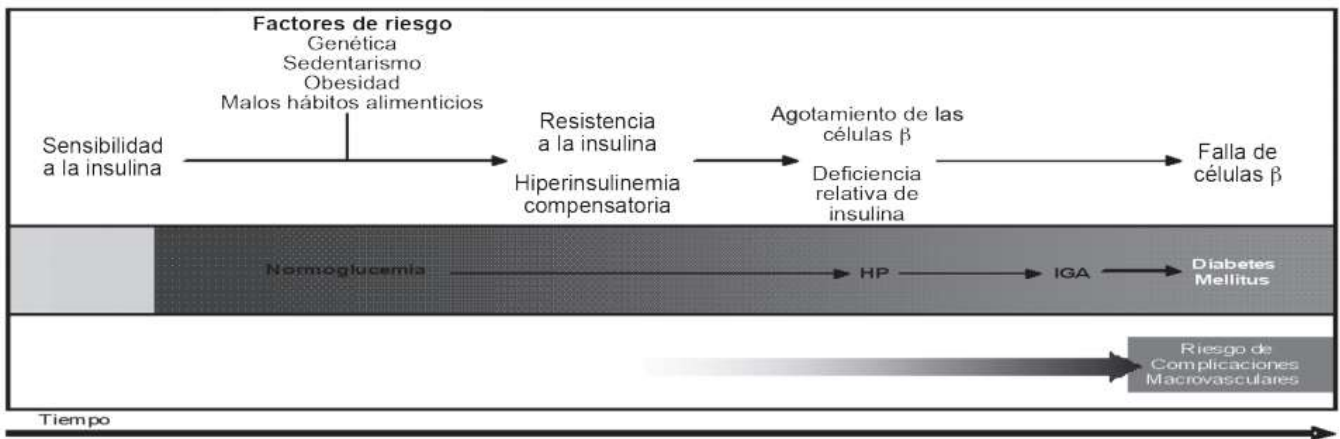 Factores de riesgo
Genética
Sedentarismo
Obesidad
Malos hábitos alimenticios
Sensibilidad
a la insulina
Resistencia
a la insulina
Hiperinsulinemia
compensatoria
Agotamiento de las
células β
Deficiencia
relativa de
insulina
Falla de
células β
Normoglucemia
HP
IGA
Diabetes
Mellitus
Riesgo de
Complicaciones
Macrovasculares
Tiempo